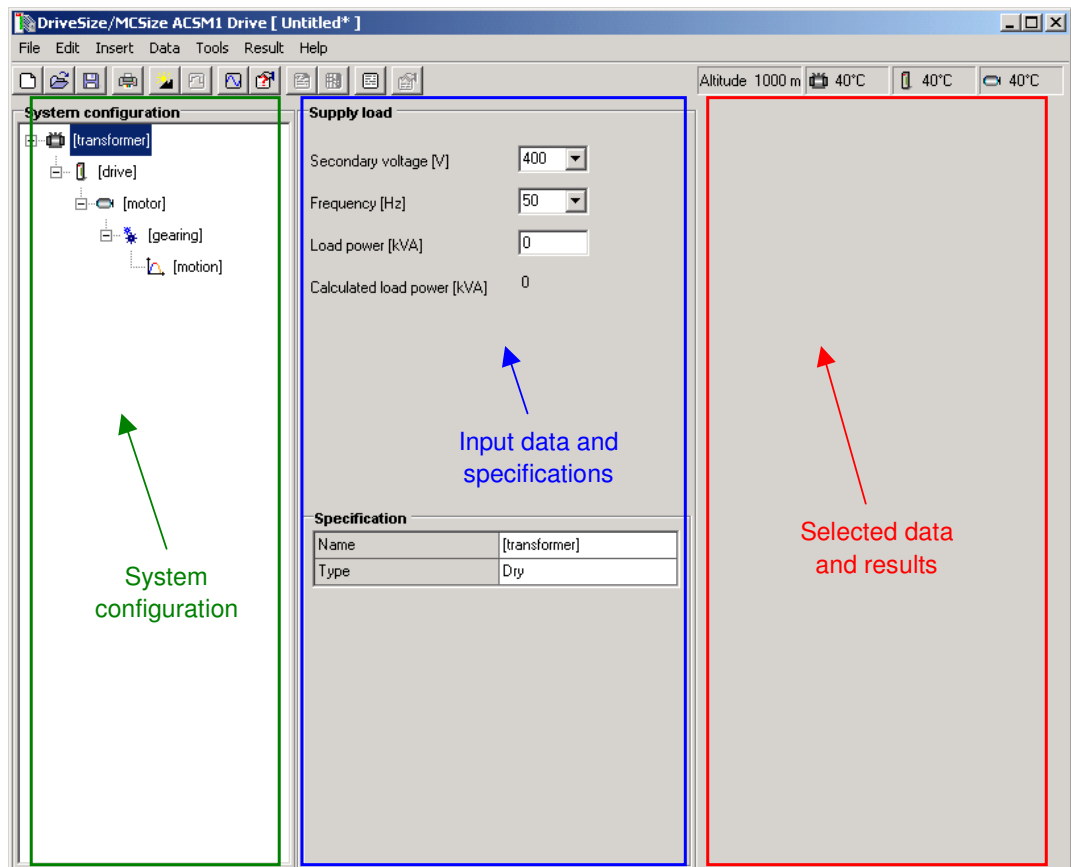 DriveSize/MCSize ACSM1 Drive [ Untitled* ]
File Edit Insert Data Tools Result Help
Altitude 1000 m 40°C 40°C 40°C
System configuration
[transformer]
[drive]
[motor]
[gearing]
[motion]
System
configuration
Supply load
Secondary voltage [V] 400
Frequency [Hz] 50
Load power [kVA] 0
Calculated load power [kVA] 0
Input data and
specifications
Specification
Name [transformer]
Type Dry
Selected data
and results